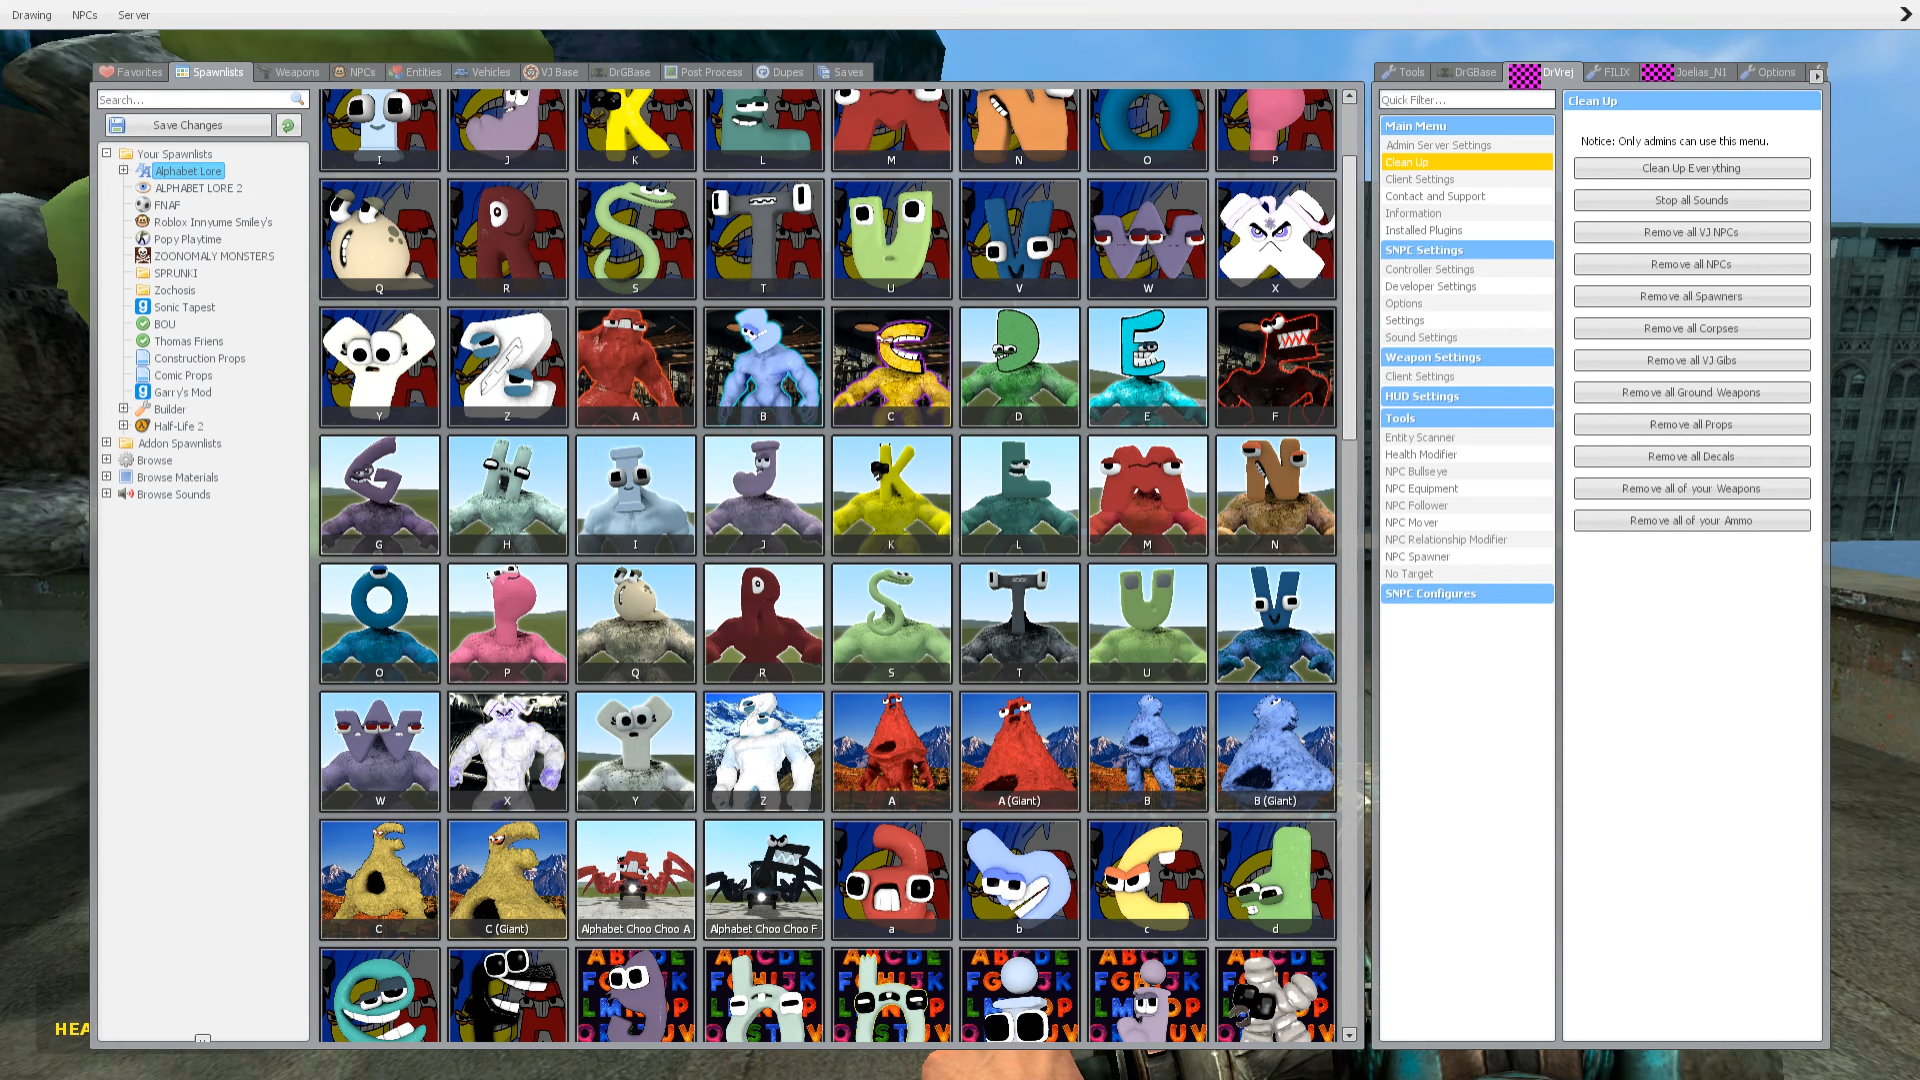 Drawing NPCs Server
Favorites Spawnlists Weapons NPCs Entities Vehicles VJ Base DrGBase Post Process Dupes Saves
Search...
Save Changes
Your Spawnlists
Alphabet Lore
ALPHABET LORE 2
FNAF
Roblox Innyume Smiley's
Popy Playtime
ZOONOMALY MONSTERS
SPRUNKI
Zochosis
Sonic Tapest
BOU
Thomas Friens
Construction Props
Comic Props
Garry's Mod
Builder
Half-Life 2
Addon Spawnlists
Browse
Browse Materials
Browse Sounds
I J K L M N O P
Q R S T U V W X
Y Z A B C D E F
G H I J K L M N
O P Q R S T U V
W X Y Z A A (Giant) B B (Giant)
C C (Giant) Alphabet Choo Choo A Alphabet Choo Choo F a b c d
HEA
Tools DrGBase DrVrej FILIX Joelias_N1 Options
Quick Filter...
Main Menu
Admin Server Settings
Clean Up
Client Settings
Contact and Support
Information
Installed Plugins
SNPC Settings
Controller Settings
Developer Settings
Options
Settings
Sound Settings
Weapon Settings
Client Settings
HUD Settings
Tools
Entity Scanner
Health Modifier
NPC Bullseye
NPC Equipment
NPC Follower
NPC Mover
NPC Relationship Modifier
NPC Spawner
No Target
SNPC Configures
Clean Up
Notice: Only admins can use this menu.
Clean Up Everything
Stop all Sounds
Remove all VJ NPCs
Remove all NPCs
Remove all Spawners
Remove all Corpses
Remove all VJ Gibs
Remove all Ground Weapons
Remove all Props
Remove all Decals
Remove all of your Weapons
Remove all of your Ammo